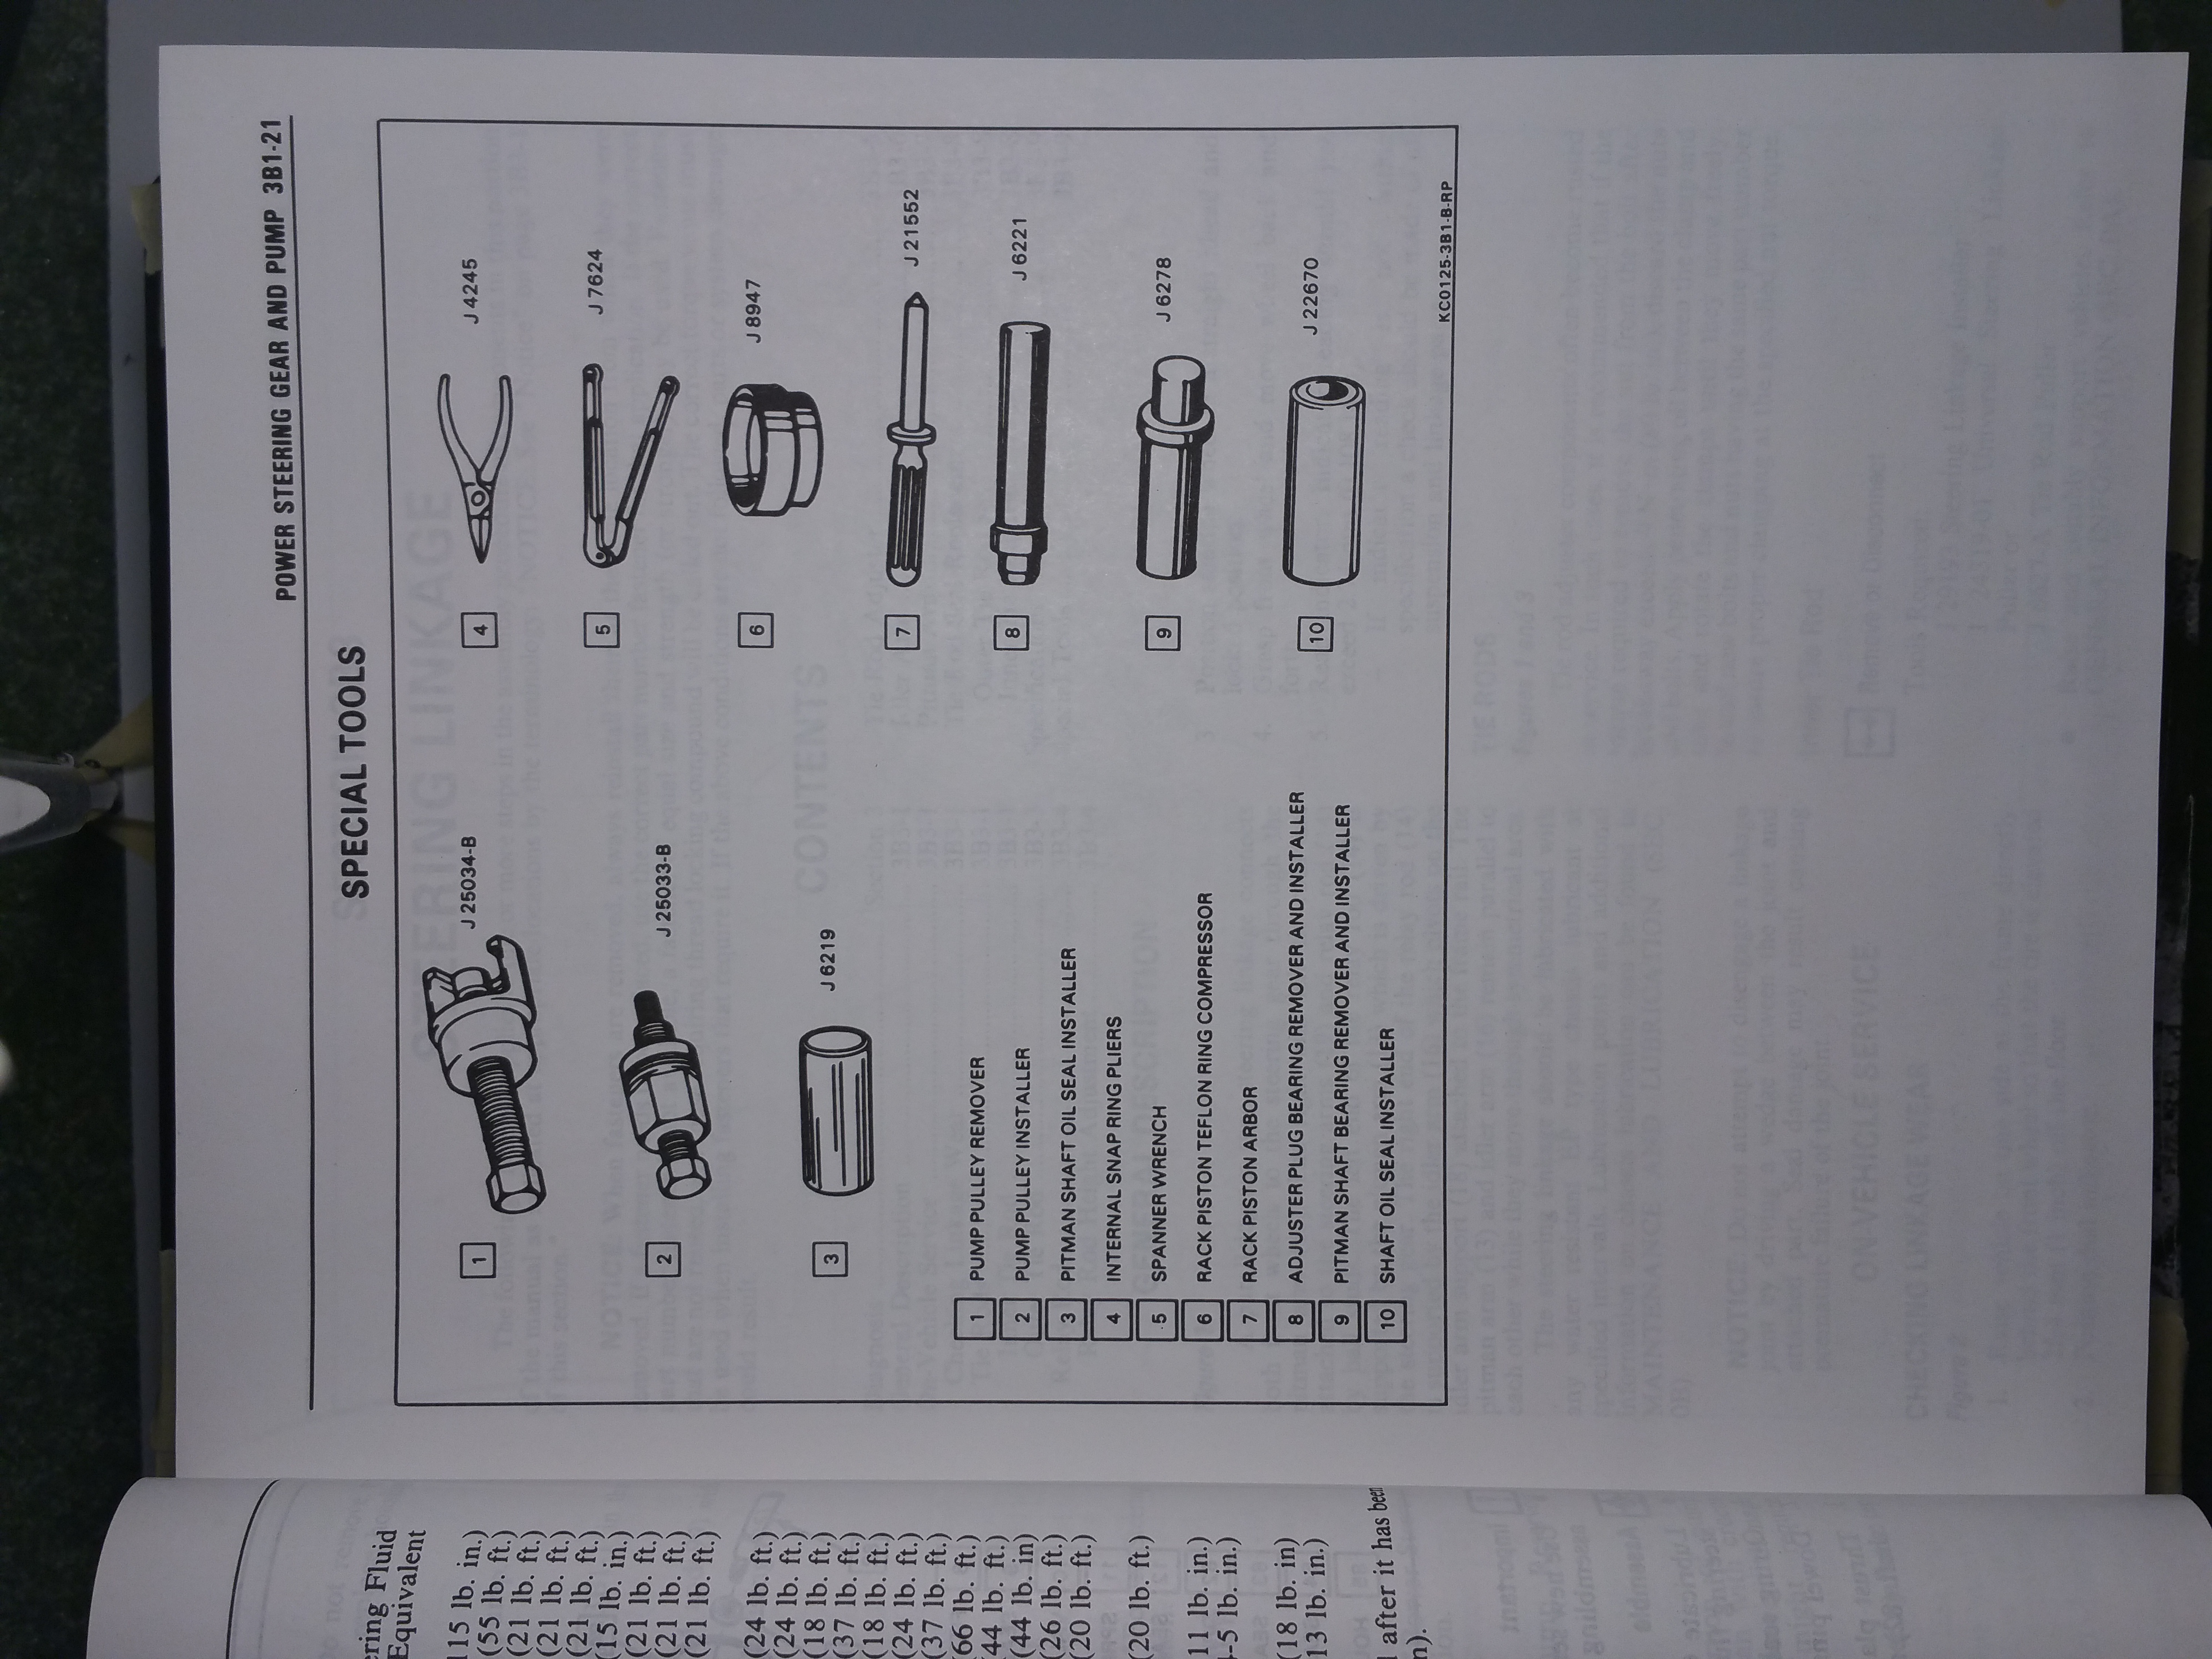 POWER STEERING GEAR AND PUMP 3B1-21
SPECIAL TOOLS
1
J 25034-B
2
J 25033-B
3
J 6219
4
J 4245
5
J 7624
6
J 8947
7
J 21552
8
J 6221
9
J 6278
10
J 22670
1 PUMP PULLEY REMOVER
2 PUMP PULLEY INSTALLER
3 PITMAN SHAFT OIL SEAL INSTALLER
4 INTERNAL SNAP RING PLIERS
5 SPANNER WRENCH
6 RACK PISTON TEFLON RING COMPRESSOR
7 RACK PISTON ARBOR
8 ADJUSTER PLUG BEARING REMOVER AND INSTALLER
9 PITMAN SHAFT BEARING REMOVER AND INSTALLER
10 SHAFT OIL SEAL INSTALLER
KC0125-3B1-B-RP
ering Fluid
Equivalent
115 lb. in.)
(55 lb. ft.)
(21 lb. ft.)
(21 lb. ft.)
(21 lb. ft.)
(15 lb. in.)
(21 lb. ft.)
(21 lb. ft.)
(21 lb. ft.)
(24 lb. ft.)
(24 lb. ft.)
(18 lb. ft.)
(37 lb. ft.)
(18 lb. ft.)
(24 lb. ft.)
(37 lb. ft.)
(66 lb. ft.)
(44 lb. ft.)
(44 lb. in)
(26 lb. ft.)
(20 lb. ft.)
(20 lb. ft.)
11 lb. in.)
4-5 lb. in.)
(18 lb. in)
13 lb. in.)
after it has been
n).